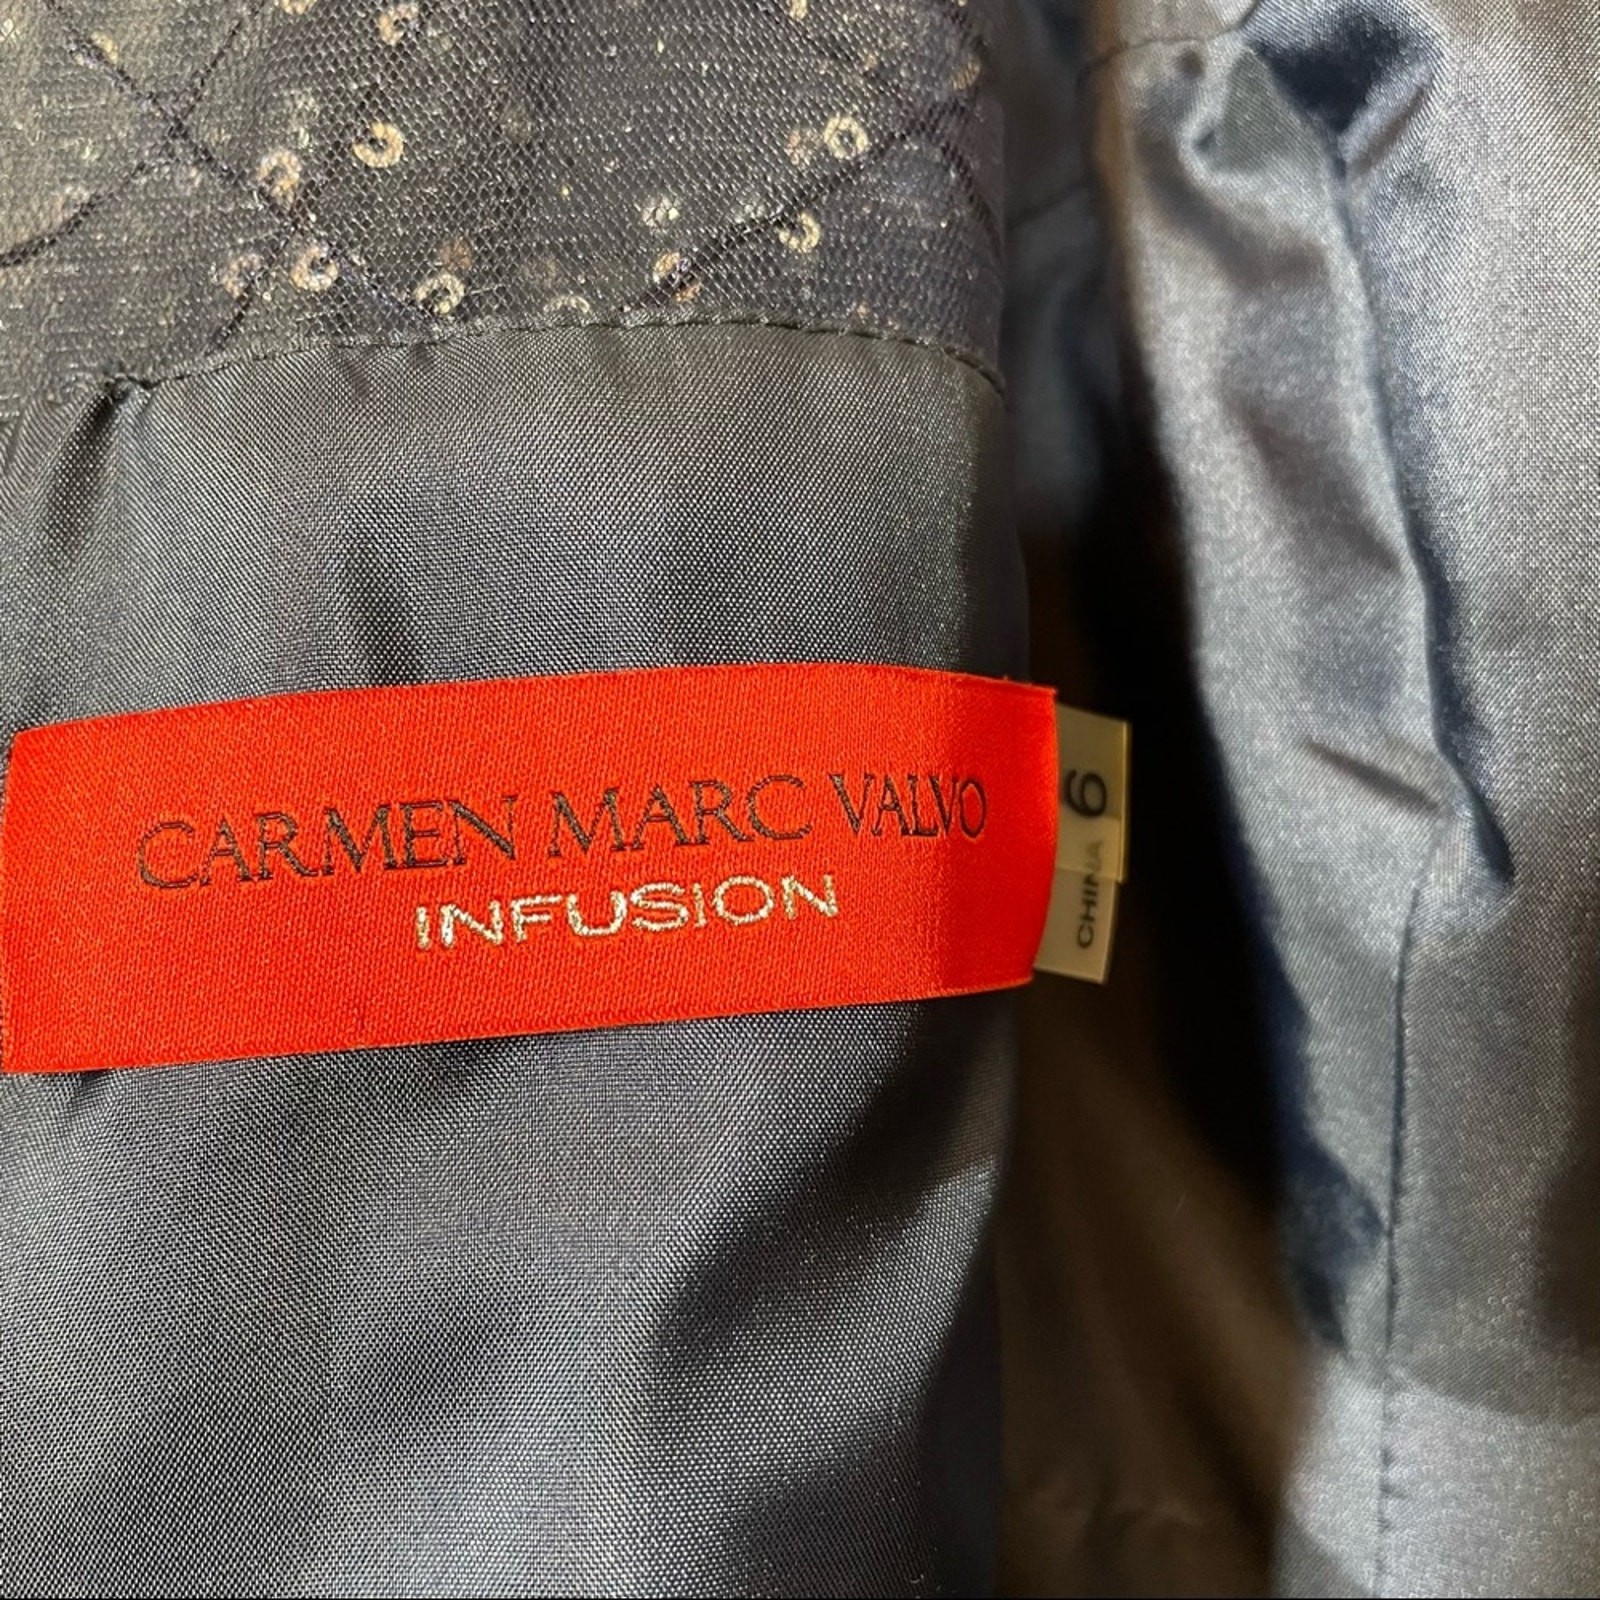 CARMEN MARC VALVO
INFUSION
6
CHINA